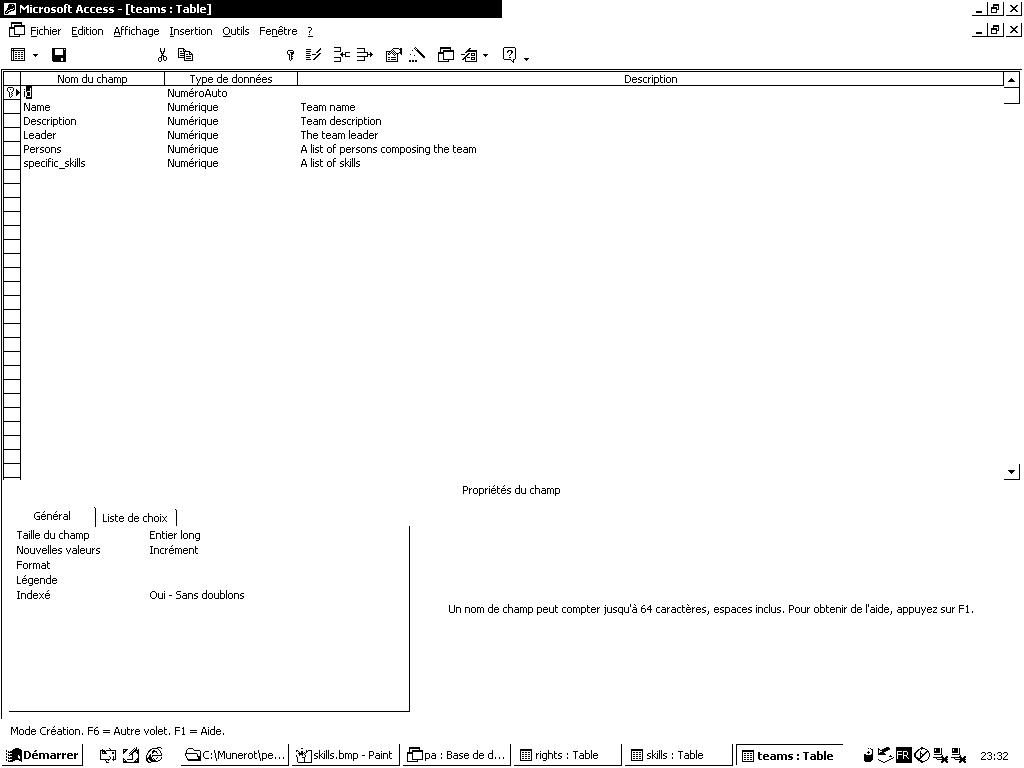 Microsoft Access - [teams : Table]
Fichier Edition Affichage Insertion Outils Fenêtre ?
Nom du champ Type de données Description
id NuméroAuto
Name Numérique Team name
Description Numérique Team description
Leader Numérique The team leader
Persons Numérique A list of persons composing the team
specific_skills Numérique A list of skills
Propriétés du champ
Général Liste de choix
Taille du champ Entier long
Nouvelles valeurs Incrément
Format
Légende
Indexé Oui - Sans doublons
Un nom de champ peut compter jusqu'à 64 caractères, espaces inclus. Pour obtenir de l'aide, appuyez sur F1.
Mode Création. F6 = Autre volet. F1 = Aide.
Démarrer C:\Munerot\pe... skills.bmp - Paint pa : Base de d... rights : Table skills : Table teams : Table FR 23:32